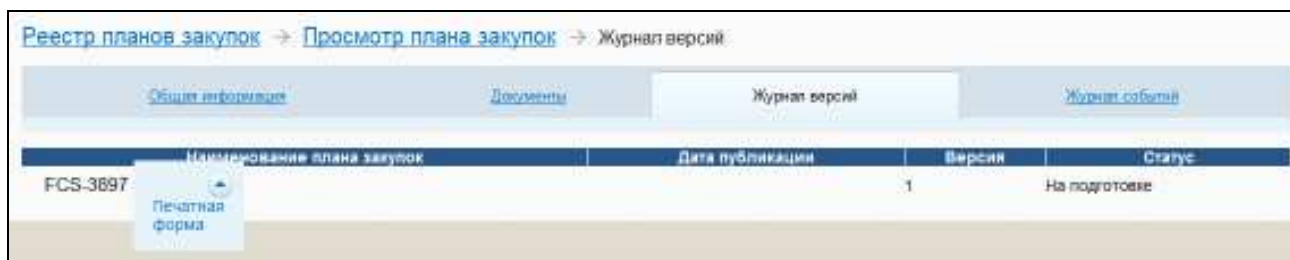 Реестр планов закупок → Просмотр плана закупок → Журнал версий
Общая информация Документы Журнал версий Журнал событий
Наименование плана закупок Дата публикации Версия Статус
FCS-3897 1 На подготовке
Печатная
форма